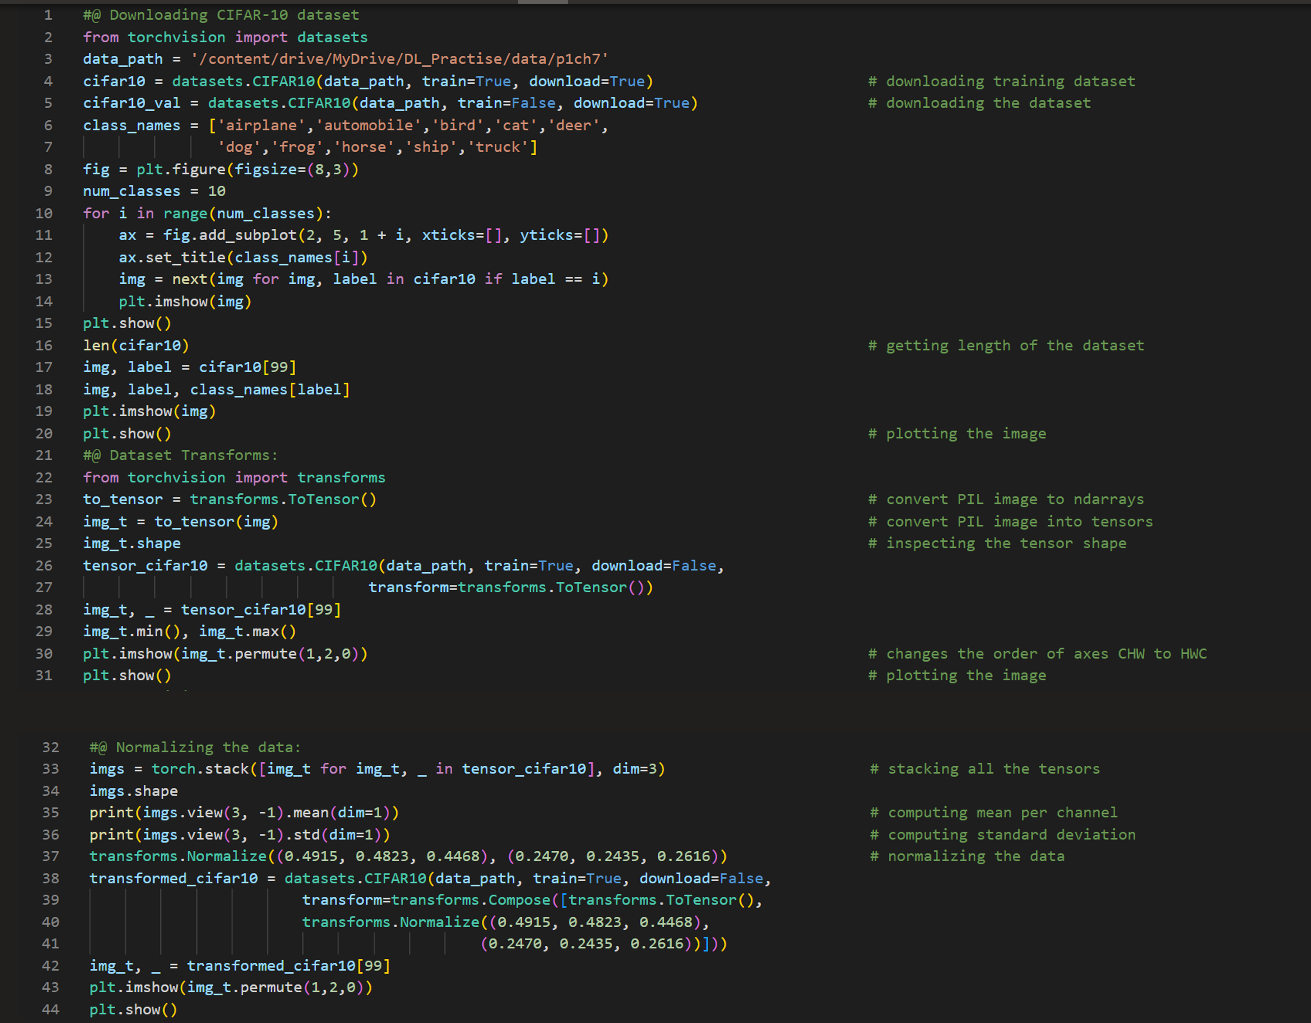 1 #@ Downloading CIFAR-10 dataset
2 from torchvision import datasets
3 data_path = '/content/drive/MyDrive/DL_Practise/data/p1ch7'
4 cifar10 = datasets.CIFAR10(data_path, train=True, download=True) # downloading training dataset
5 cifar10_val = datasets.CIFAR10(data_path, train=False, download=True) # downloading the dataset
6 class_names = ['airplane','automobile','bird','cat','deer',
7 'dog','frog','horse','ship','truck']
8 fig = plt.figure(figsize=(8,3))
9 num_classes = 10
10 for i in range(num_classes):
11 ax = fig.add_subplot(2, 5, 1 + i, xticks=[], yticks=[])
12 ax.set_title(class_names[i])
13 img = next(img for img, label in cifar10 if label == i)
14 plt.imshow(img)
15 plt.show()
16 len(cifar10) # getting length of the dataset
17 img, label = cifar10[99]
18 img, label, class_names[label]
19 plt.imshow(img)
20 plt.show() # plotting the image
21 #@ Dataset Transforms:
22 from torchvision import transforms
23 to_tensor = transforms.ToTensor() # convert PIL image to ndarrays
24 img_t = to_tensor(img) # convert PIL image into tensors
25 img_t.shape # inspecting the tensor shape
26 tensor_cifar10 = datasets.CIFAR10(data_path, train=True, download=False,
27 transform=transforms.ToTensor())
28 img_t, _ = tensor_cifar10[99]
29 img_t.min(), img_t.max()
30 plt.imshow(img_t.permute(1,2,0)) # changes the order of axes CHW to HWC
31 plt.show() # plotting the image
32 #@ Normalizing the data:
33 imgs = torch.stack([img_t for img_t, _ in tensor_cifar10], dim=3) # stacking all the tensors
34 imgs.shape
35 print(imgs.view(3, -1).mean(dim=1)) # computing mean per channel
36 print(imgs.view(3, -1).std(dim=1)) # computing standard deviation
37 transforms.Normalize((0.4915, 0.4823, 0.4468), (0.2470, 0.2435, 0.2616)) # normalizing the data
38 transformed_cifar10 = datasets.CIFAR10(data_path, train=True, download=False,
39 transform=transforms.Compose([transforms.ToTensor(),
40 transforms.Normalize((0.4915, 0.4823, 0.4468),
41 (0.2470, 0.2435, 0.2616))]))
42 img_t, _ = transformed_cifar10[99]
43 plt.imshow(img_t.permute(1,2,0))
44 plt.show()